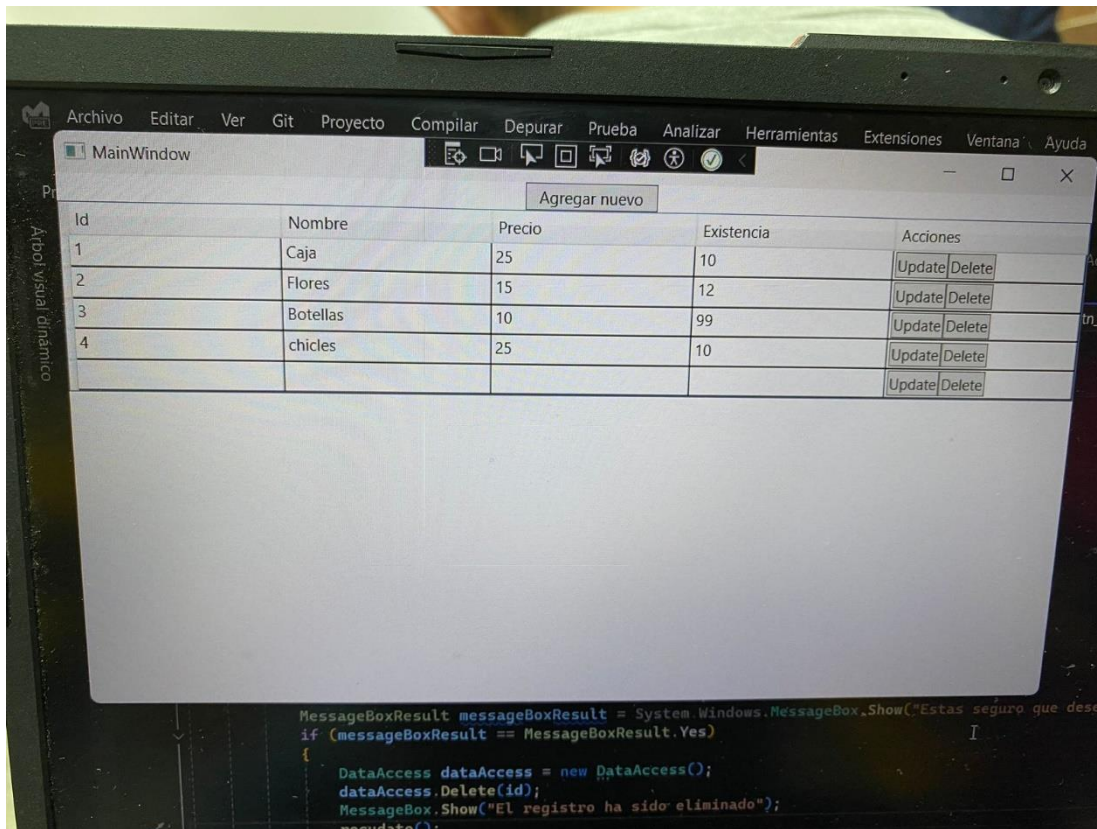 Archivo Editar Ver Git Proyecto Compilar Depurar Prueba Analizar Herramientas Extensiones Ventana Ayuda
MainWindow
Agregar nuevo
Id Nombre Precio Existencia Acciones
1 Caja 25 10 Update Delete
2 Flores 15 12 Update Delete
3 Botellas 10 99 Update Delete
4 chicles 25 10 Update Delete
Update Delete
Árbol visual dinámico
MessageBoxResult messageBoxResult = System.Windows.MessageBox.Show("Estas seguro que
if (messageBoxResult == MessageBoxResult.Yes)
{
DataAccess dataAccess = new DataAccess();
dataAccess.Delete(id);
MessageBox.Show("El registro ha sido eliminado");